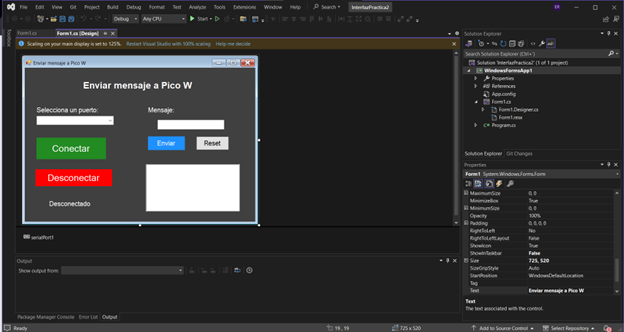 File Edit View Git Project Build Debug Format Test Analyze Tools Extensions Window Help Search InterfazPractica2
Debug Any CPU Start
Form1.cs Form1.cs [Design]
Scaling on your main display is set to 125%. Restart Visual Studio with 100% scaling Help me decide
Enviar mensaje a Pico W
Enviar mensaje a Pico W
Selecciona un puerto:
Mensaje:
Conectar
Enviar
Reset
Desconectar
Desconectado
serialPort1
Output
Show output from:
Package Manager Console Error List Output
Solution Explorer
Search Solution Explorer
Solution 'InterfazPractica2' (1 of 1 project)
WindowsFormsApp1
Properties
References
App.config
Form1.cs
Form1.Designer.cs
Form1.resx
Program.cs
Solution Explorer Git Changes
Properties
Form1 System.Windows.Forms.Form
MaximumSize 0, 0
MinimizeBox True
MinimumSize 0, 0
Opacity 100%
Padding 0, 0, 0, 0
RightToLeft No
RightToLeftLayout False
ShowIcon True
ShowInTaskbar False
Size 725, 520
SizeGripStyle Auto
StartPosition WindowsDefaultLocation
Tag
Text Enviar mensaje a Pico W
Text
The text associated with the control.
Ready 19 , 19 725 x 520 Add to Source Control Select Repository